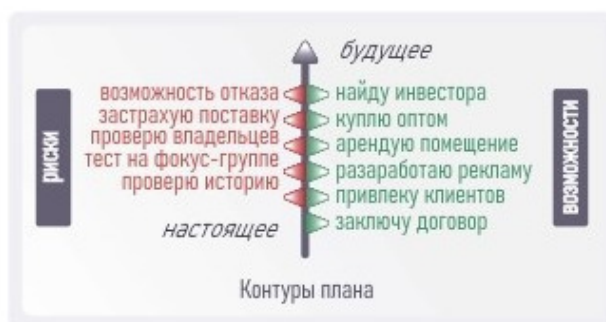 будущее
риски
возможность отказа
застрахую поставку
проверю владельцев
тест на фокус-группе
проверю историю
найду инвестора
куплю оптом
арендую помещение
разаработаю рекламу
привлеку клиентов
заключу договор
возможности
настоящее
Контуры плана